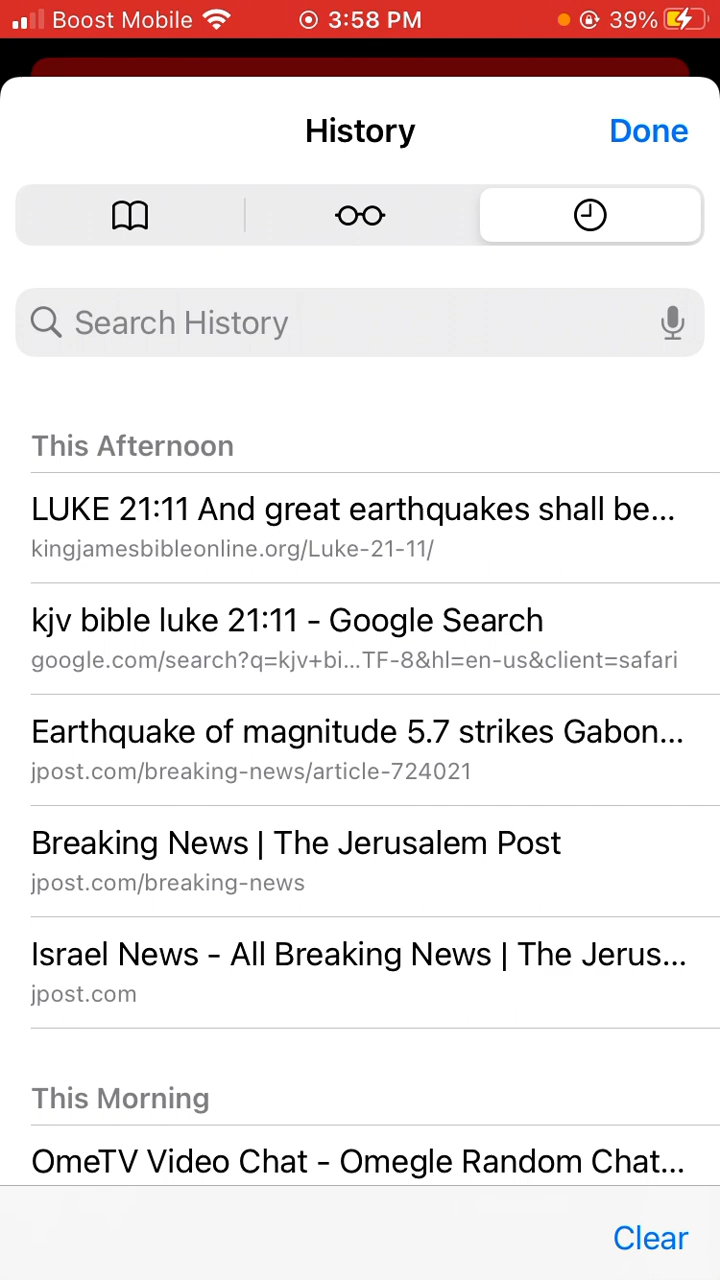 Boost Mobile 3:58 PM 39%
History Done
Search History
This Afternoon
LUKE 21:11 And great earthquakes shall be...
kingjamesbibleonline.org/Luke-21-11/
kjv bible luke 21:11 - Google Search
google.com/search?q=kjv+bi...TF-8&hl=en-us&client=safari
Earthquake of magnitude 5.7 strikes Gabon...
jpost.com/breaking-news/article-724021
Breaking News | The Jerusalem Post
jpost.com/breaking-news
Israel News - All Breaking News | The Jerus...
jpost.com
This Morning
OmeTV Video Chat - Omegle Random Chat...
Clear